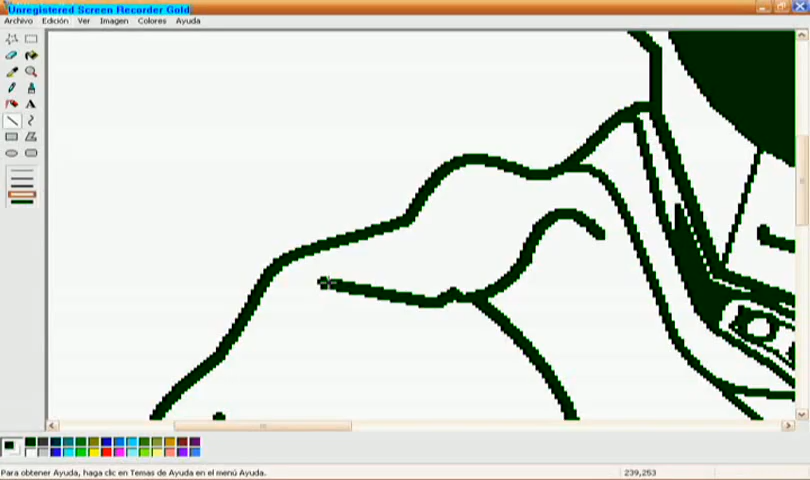 Unregistered Screen Recorder Gold
Archivo Edición Ver Imagen Colores Ayuda
A
Para obtener Ayuda, haga clic en Temas de Ayuda en el menú Ayuda.
239,253